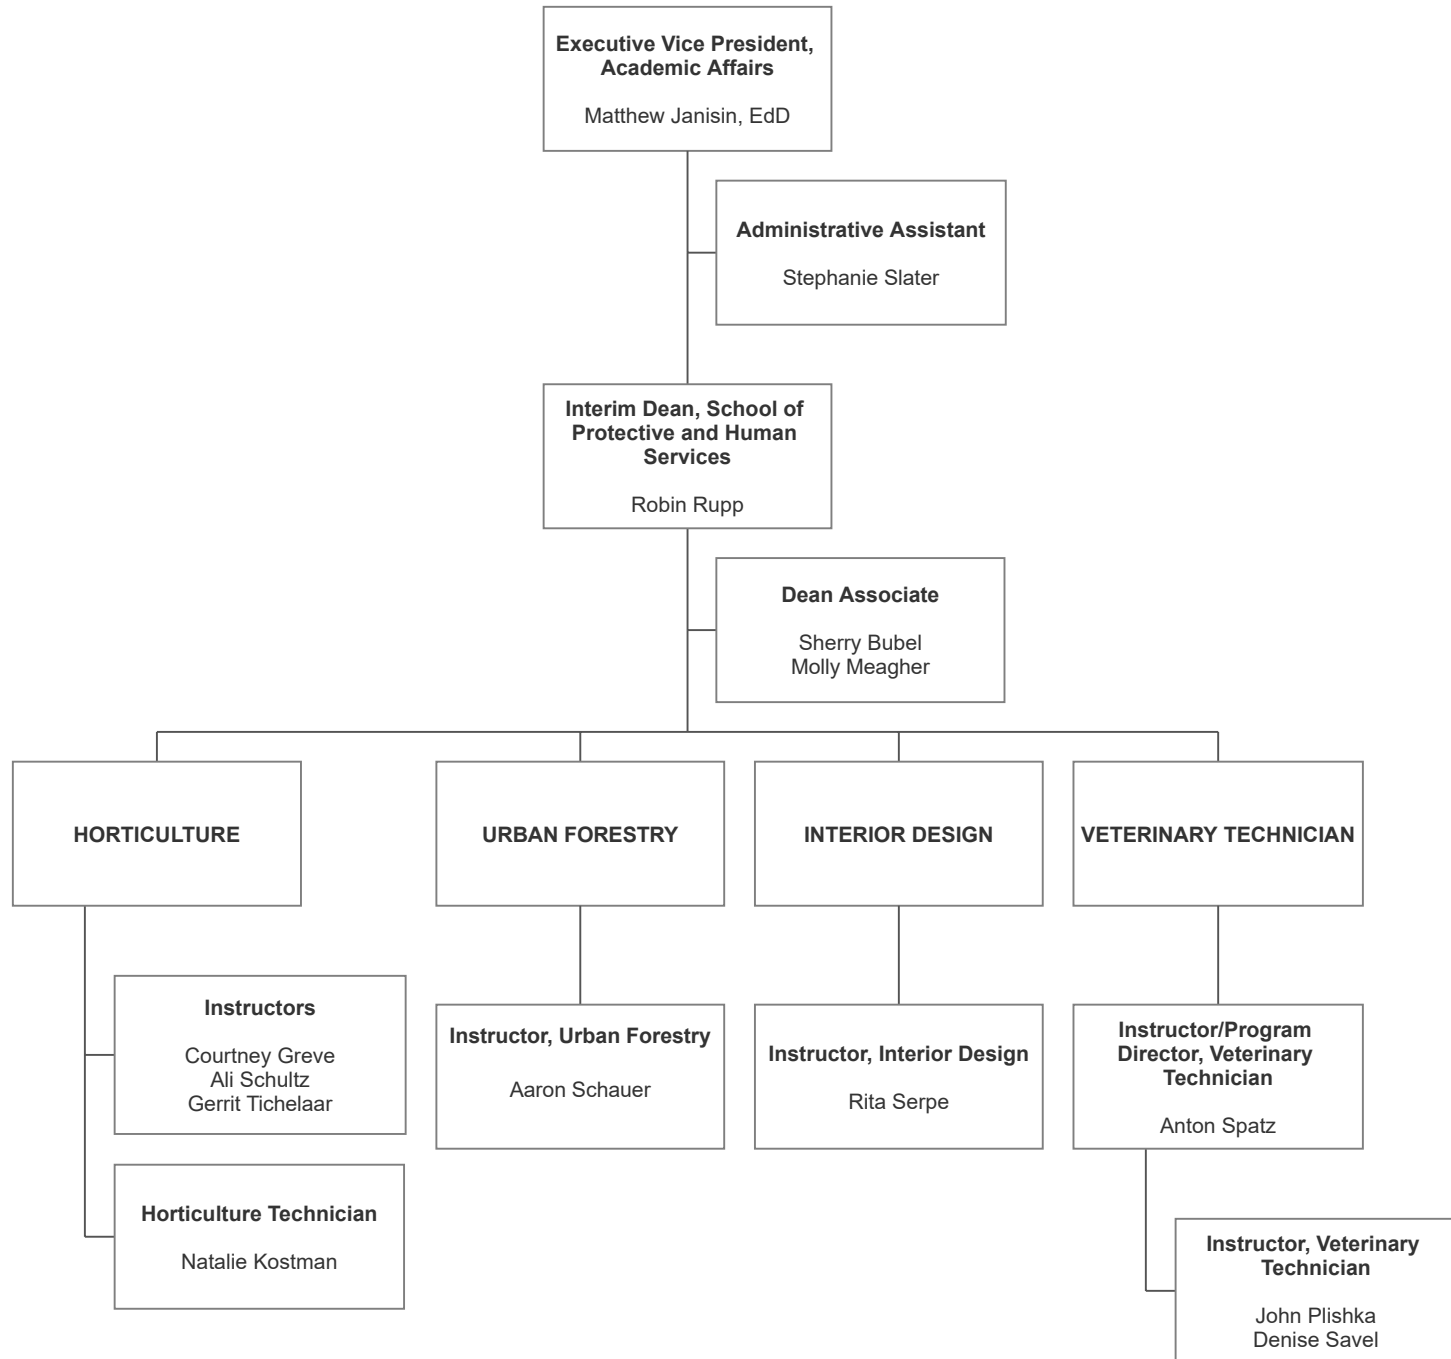 Executive Vice President,
Academic Affairs
Matthew Janisin, EdD
Administrative Assistant
Stephanie Slater
Interim Dean, School of
Protective and Human
Services
Robin Rupp
Dean Associate
Sherry Bubel
Molly Meagher
HORTICULTURE
URBAN FORESTRY
INTERIOR DESIGN
VETERINARY TECHNICIAN
Instructors
Courtney Greve
Ali Schultz
Gerrit Tichelaar
Horticulture Technician
Natalie Kostman
Instructor, Urban Forestry
Aaron Schauer
Instructor, Interior Design
Rita Serpe
Instructor/Program
Director, Veterinary
Technician
Anton Spatz
Instructor, Veterinary
Technician
John Plishka
Denise Savel